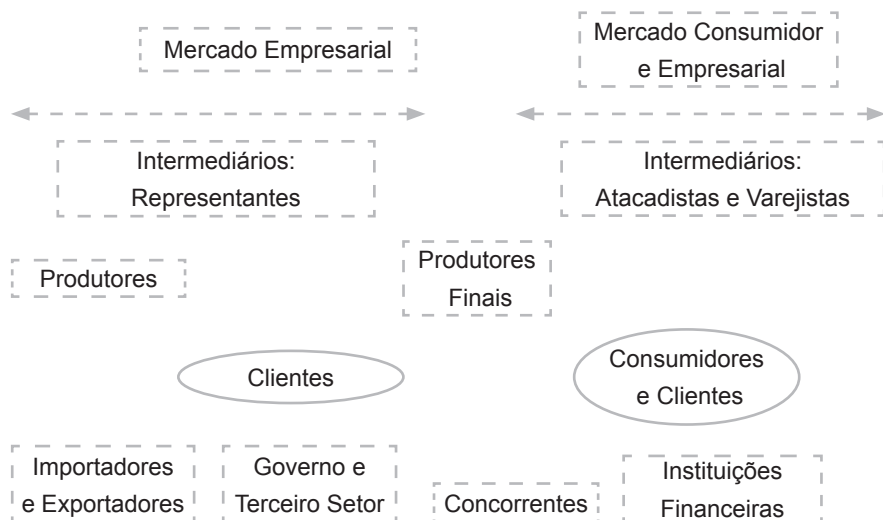 Mercado Empresarial
Mercado Consumidor
e Empresarial
Intermediários:
Representantes
Intermediários:
Atacadistas e Varejistas
Produtores
Produtores
Finais
Clientes
Consumidores
e Clientes
Importadores
e Exportadores
Governo e
Terceiro Setor
Concorrentes
Instituições
Financeiras